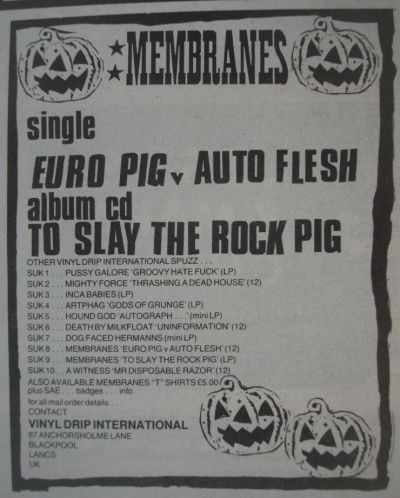 MEMBRANES
single
EURO PIG v AUTO FLESH
album cd
TO SLAY THE ROCK PIG
OTHER VINYL DRIP INTERNATIONAL SPUZZ . . .
SUK 1 . . . PUSSY GALORE 'GROOVY HATE FUCK' (LP)
SUK 2 . . . MIGHTY FORCE 'THRASHING A DEAD HOUSE' (12)
SUK 3 . . . INCA BABIES (LP)
SUK 4 . . . ARTPHAG 'GODS OF GRUNGE' (LP)
SUK 5 . . . HOUND GOD 'AUTOGRAPH . . .' (mini LP)
SUK 6 . . . DEATH BY MILKFLOAT 'UNINFORMATION' (12)
SUK 7 . . . DOG FACED HERMANNS (mini LP)
SUK 8 . . . MEMBRANES 'EURO PIG v AUTO FLESH' (12)
SUK 9 . . . MEMBRANES 'TO SLAY THE ROCK PIG' (LP)
SUK 10 . . . A WITNESS 'MR DISPOSABLE RAZOR' (12)
ALSO AVAILABLE MEMBRANES "T" SHIRTS £5.00
plus SAE . . . badges . . . info
for all mail order details . . .
CONTACT
VINYL DRIP INTERNATIONAL
87 ANCHORSHOLME LANE
BLACKPOOL
LANCS
UK